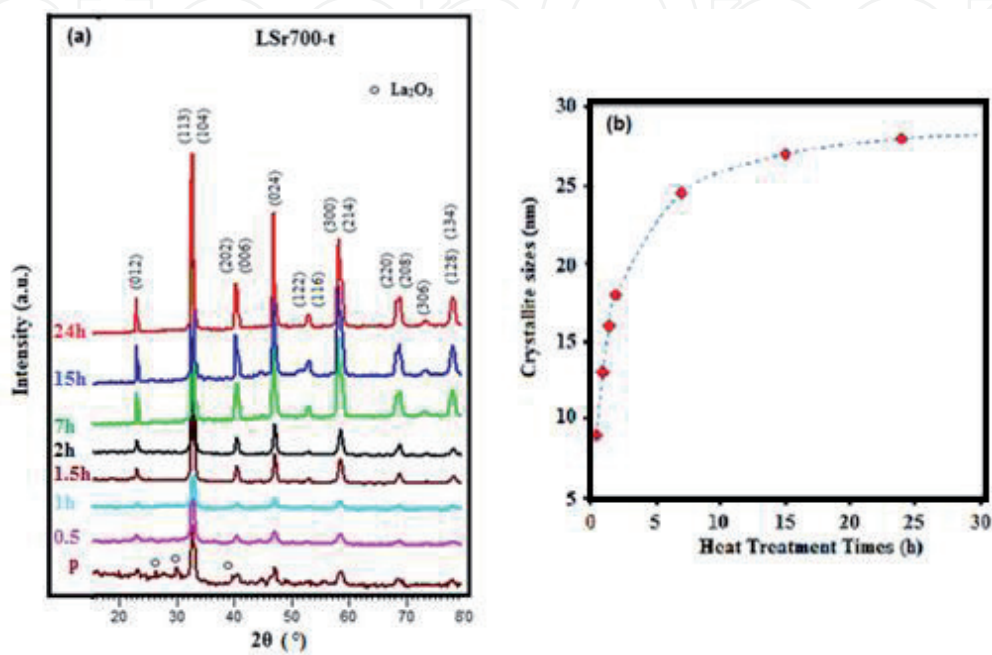 (a)
LSr700-t
○ La₂O₃
(113)
(104)
(012)
(202)
(006)
(024)
(122)
(116)
(300)
(214)
(220)
(208)
(306)
(128)
(134)
Intensity (a.u.)
24h
15h
7h
2h
1.5h
1h
0.5
P
20 30 40 50 60 70 80
2θ (°)
(b)
Crystallite sizes (nm)
30
25
20
15
10
5
0 5 10 15 20 25 30
Heat Treatment Times (h)